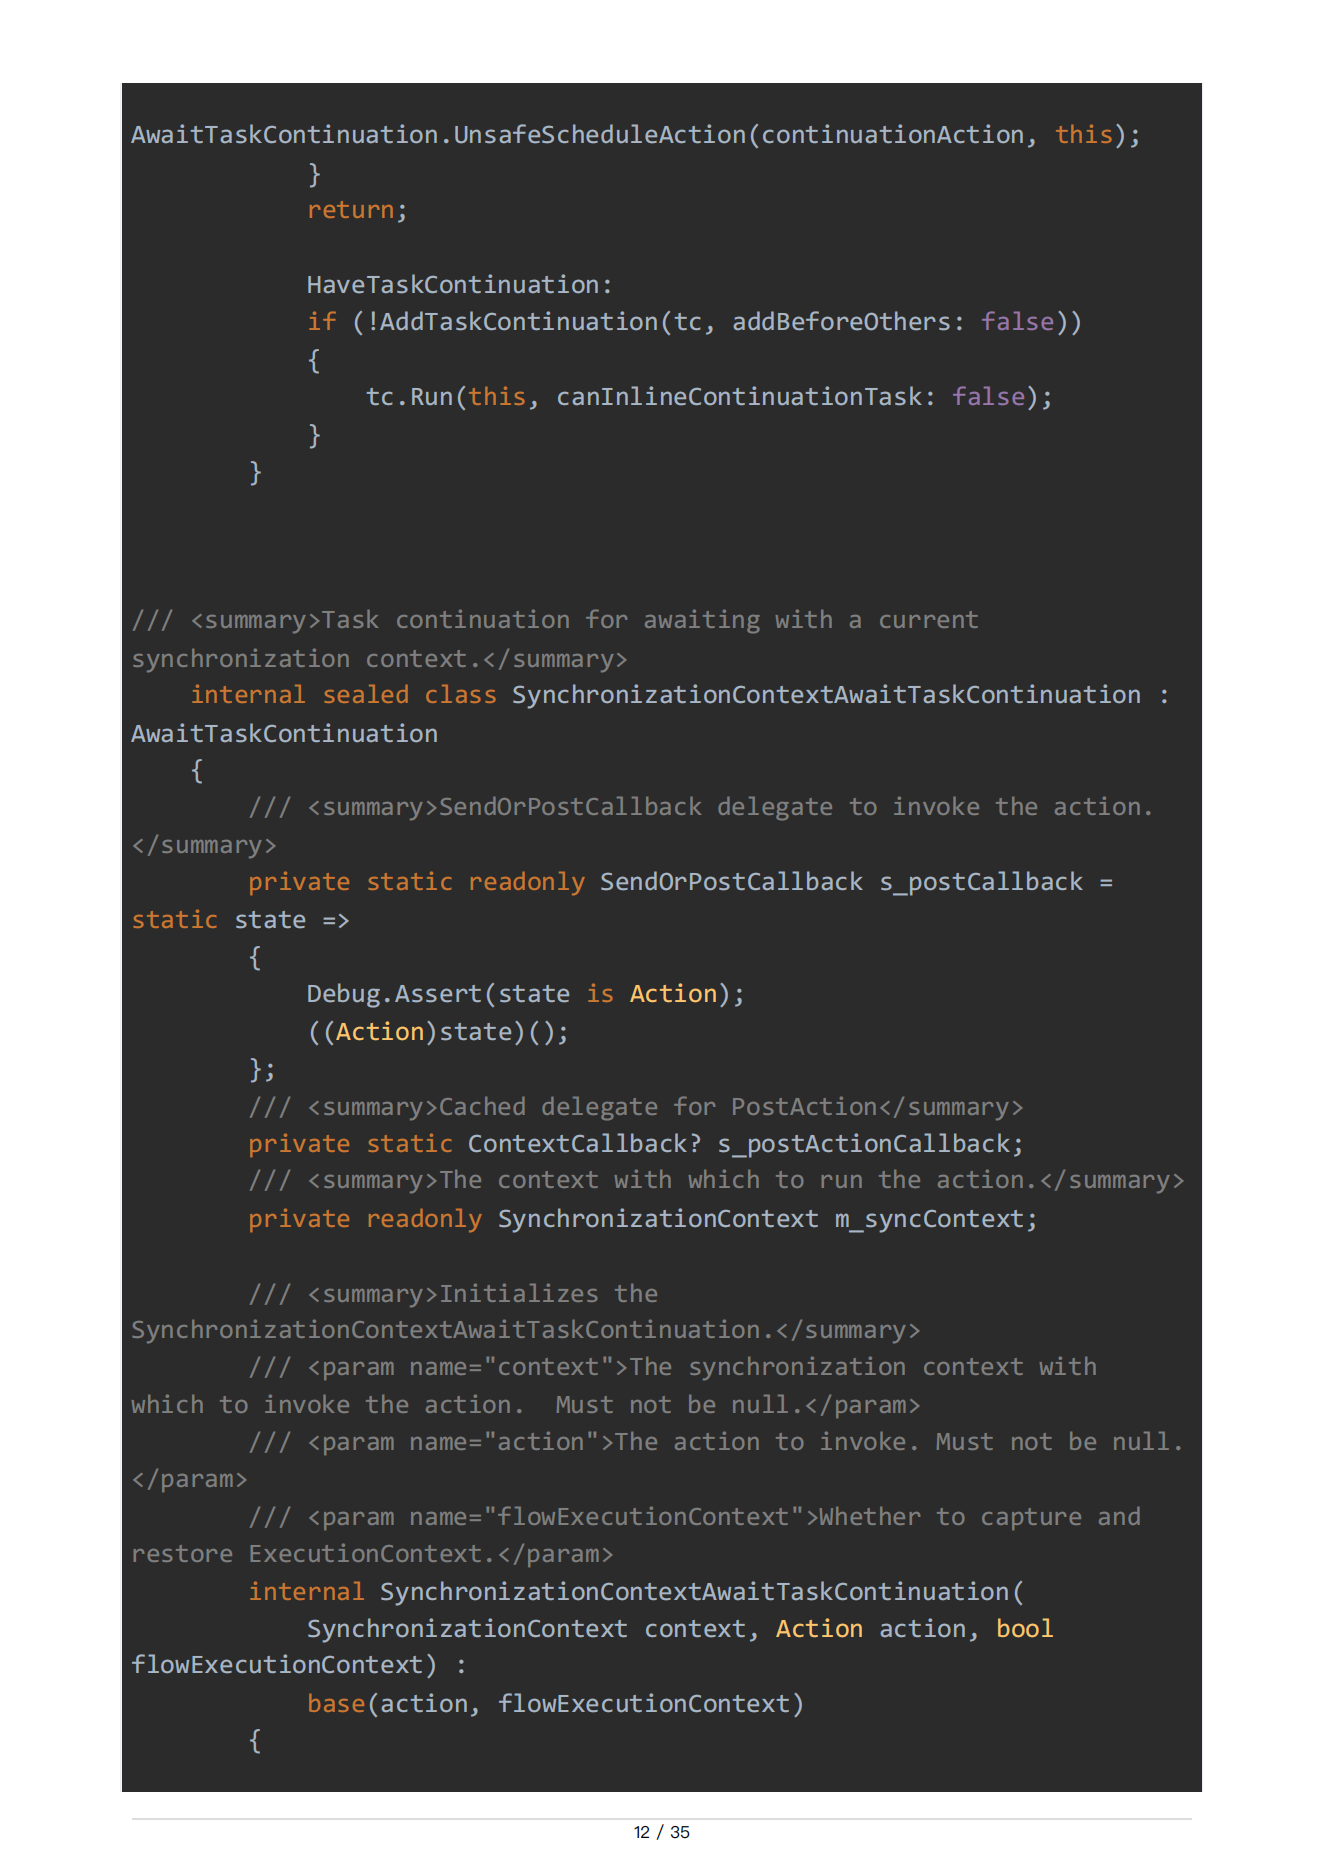 AwaitTaskContinuation.UnsafeScheduleAction(continuationAction, this);
            }
            return;

            HaveTaskContinuation:
            if (!AddTaskContinuation(tc, addBeforeOthers: false))
            {
                tc.Run(this, canInlineContinuationTask: false);
            }
        }

/// <summary>Task continuation for awaiting with a current
synchronization context.</summary>
    internal sealed class SynchronizationContextAwaitTaskContinuation :
AwaitTaskContinuation
    {
        /// <summary>SendOrPostCallback delegate to invoke the action.
</summary>
        private static readonly SendOrPostCallback s_postCallback =
static state =>
        {
            Debug.Assert(state is Action);
            ((Action)state)();
        };
        /// <summary>Cached delegate for PostAction</summary>
        private static ContextCallback? s_postActionCallback;
        /// <summary>The context with which to run the action.</summary>
        private readonly SynchronizationContext m_syncContext;

        /// <summary>Initializes the
SynchronizationContextAwaitTaskContinuation.</summary>
        /// <param name="context">The synchronization context with
which to invoke the action.  Must not be null.</param>
        /// <param name="action">The action to invoke. Must not be null.
</param>
        /// <param name="flowExecutionContext">Whether to capture and
restore ExecutionContext.</param>
        internal SynchronizationContextAwaitTaskContinuation(
            SynchronizationContext context, Action action, bool
flowExecutionContext) :
            base(action, flowExecutionContext)
        {
12 / 35